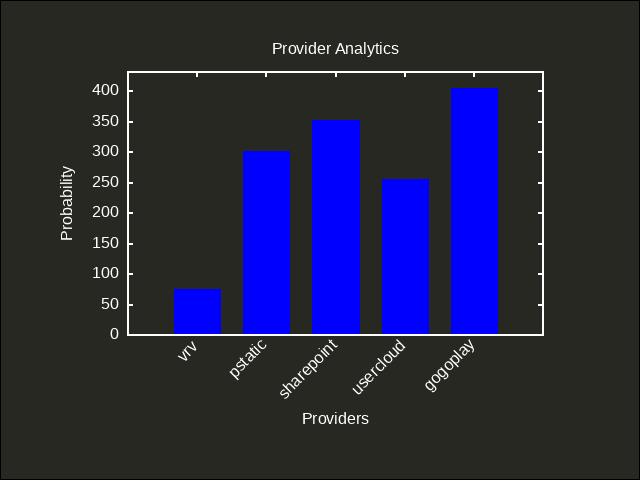 Provider Analytics
400
350
300
250
200
150
100
50
0
Probability
vrv
pstatic
sharepoint
usercloud
gogoplay
Providers